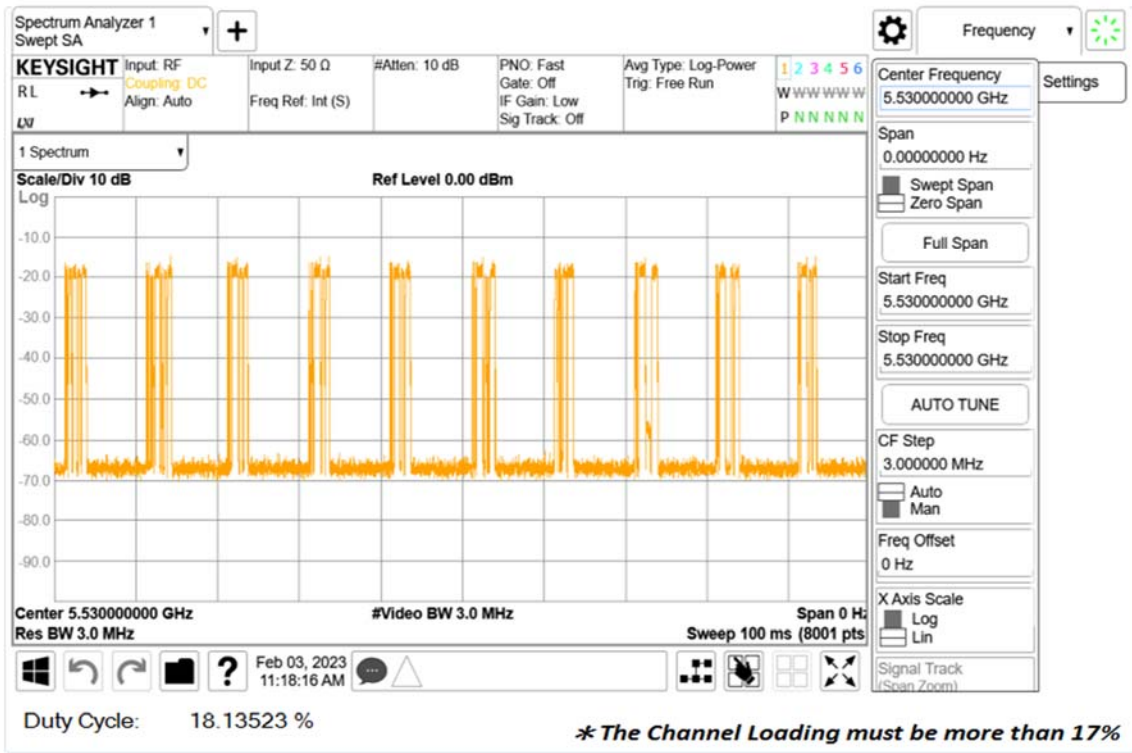 Spectrum Analyzer 1
Swept SA
+
Frequency
KEYSIGHT
Input: RF
Coupling: DC
Align: Auto
Input Z: 50 Ω
Freq Ref: Int (S)
#Atten: 10 dB
PNO: Fast
Gate: Off
IF Gain: Low
Sig Track: Off
Avg Type: Log-Power
Trig: Free Run
1 2 3 4 5 6
W W W W W W
P N N N N N
R L
LXI
Center Frequency
5.530000000 GHz
Settings
Span
0.00000000 Hz
Swept Span
Zero Span
Full Span
Start Freq
5.530000000 GHz
Stop Freq
5.530000000 GHz
AUTO TUNE
CF Step
3.000000 MHz
Auto
Man
Freq Offset
0 Hz
X Axis Scale
Log
Lin
Signal Track
(Span Zoom)
1 Spectrum
Scale/Div 10 dB
Ref Level 0.00 dBm
Log
-10.0
-20.0
-30.0
-40.0
-50.0
-60.0
-70.0
-80.0
-90.0
Center 5.530000000 GHz
#Video BW 3.0 MHz
Span 0 Hz
Res BW 3.0 MHz
Sweep 100 ms (8001 pts
?
Feb 03, 2023
11:18:16 AM
Duty Cycle: 18.13523 %
* The Channel Loading must be more than 17%